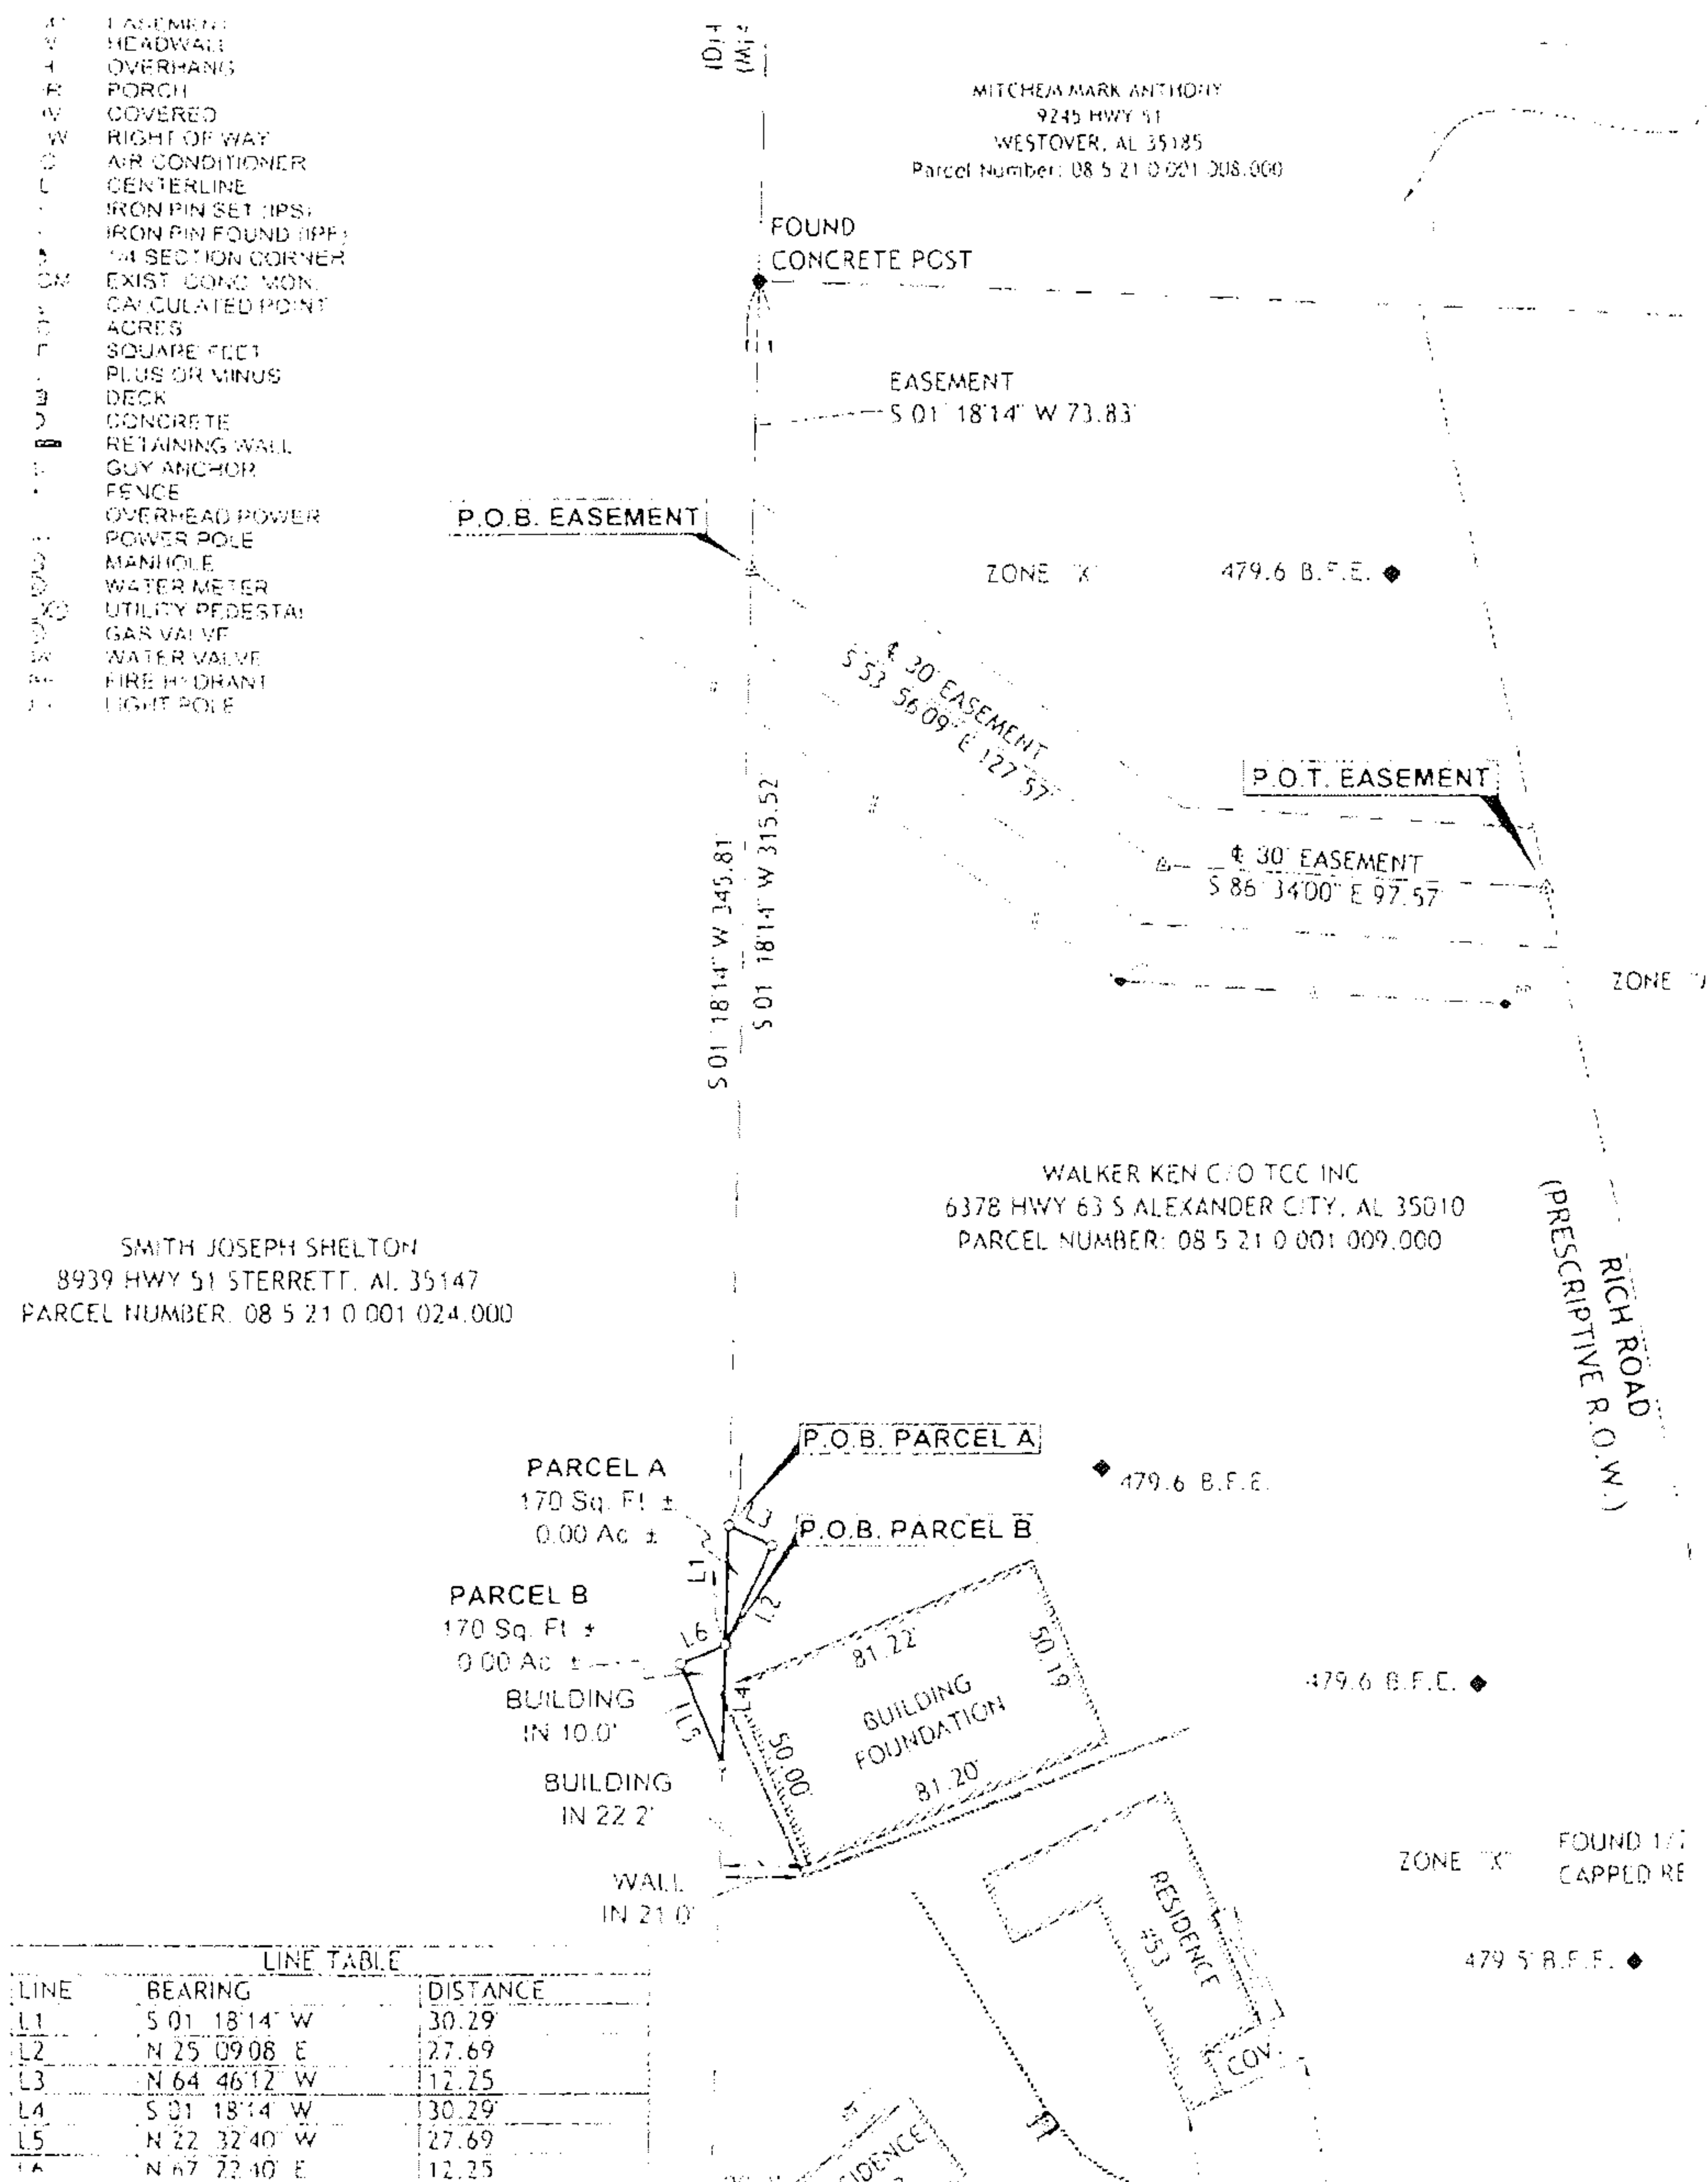 EASEMENT
HEADWALL
OVERHANG
PORCH
COVERED
W RIGHT OF WAY
AIR CONDITIONER
CENTERLINE
IRON PIN SET (IPS)
IRON PIN FOUND (IPF)
1/4 SECTION CORNER
EXIST. CONC. MON.
CALCULATED POINT
ACRES
SQUARE FEET
PLUS OR MINUS
DECK
CONCRETE
RETAINING WALL
GUY ANCHOR
FENCE
OVERHEAD POWER
POWER POLE
MANHOLE
WATER METER
UTILITY PEDESTAL
GAS VALVE
WATER VALVE
FIRE HYDRANT
LIGHT POLE
MITCHEM MARK ANTHONY
9245 HWY 51
WESTOVER, AL 35185
Parcel Number: 08 5 21 0 001 008.000
FOUND
CONCRETE POST
EASEMENT
S 01°18'14" W 73.83'
P.O.B. EASEMENT
ZONE "X"
479.6 B.F.E.
℄ 30' EASEMENT
S 53°56'09" E 127.57'
P.O.T. EASEMENT
℄ 30' EASEMENT
S 86°34'00" E 97.57'
S 01°18'14" W 345.81'
S 01°18'14" W 315.52'
ZONE
WALKER KEN C/O TCC INC
6378 HWY 63 S ALEXANDER CITY, AL 35010
PARCEL NUMBER: 08 5 21 0 001 009.000
RICH ROAD
(PRESCRIPTIVE R.O.W.)
SMITH JOSEPH SHELTON
8939 HWY 51 STERRETT, AL 35147
PARCEL NUMBER: 08 5 21 0 001 024.000
P.O.B. PARCEL A
PARCEL A
170 Sq. Ft. ±
0.00 Ac ±
479.6 B.F.E.
L3
P.O.B. PARCEL B
L1
L2
PARCEL B
170 Sq. Ft. ±
0.00 Ac ±
L6
L4
L5
BUILDING
IN 10.0'
81.22'
50.19'
BUILDING
FOUNDATION
50.00'
81.20'
479.6 B.F.E.
BUILDING
IN 22.2'
WALL
IN 21.0'
ZONE "X"
FOUND 1/2
CAPPED RE
RESIDENCE
453
COV.
479.5 B.F.E.
LINE TABLE
LINE BEARING DISTANCE
L1 S 01°18'14" W 30.29'
L2 N 25°09'08" E 27.69'
L3 N 64°46'12" W 12.25'
L4 S 01°18'14" W 30.29'
L5 N 22°32'40" W 27.69'
L6 N 67°22'40" E 12.25'